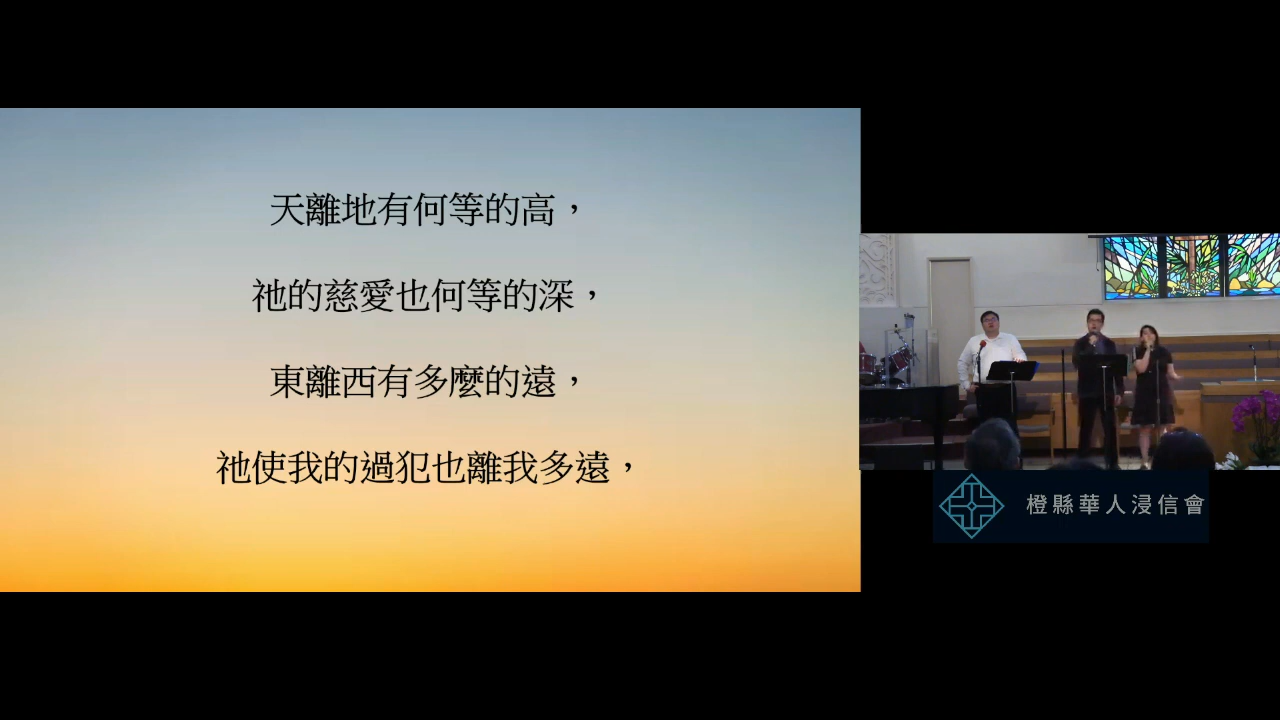 天離地有何等的高，
祂的慈愛也何等的深，
東離西有多麼的遠，
祂使我的過犯也離我多遠，
橙縣華人浸信會